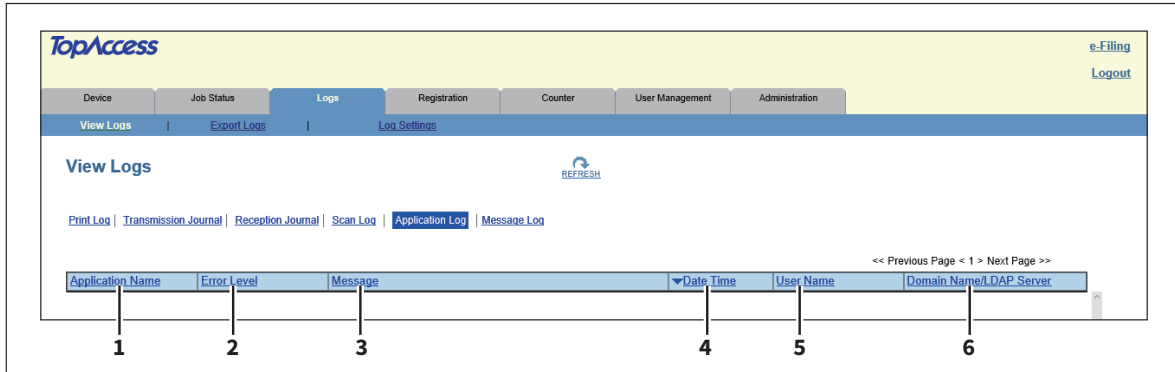 TopAccess
e-Filing
Logout
Device Job Status Logs Registration Counter User Management Administration
View Logs | Export Logs | Log Settings
View Logs
REFRESH
Print Log | Transmission Journal | Reception Journal | Scan Log | Application Log | Message Log
<< Previous Page < 1 > Next Page >>
Application Name Error Level Message Date Time User Name Domain Name/LDAP Server
1 2 3 4 5 6